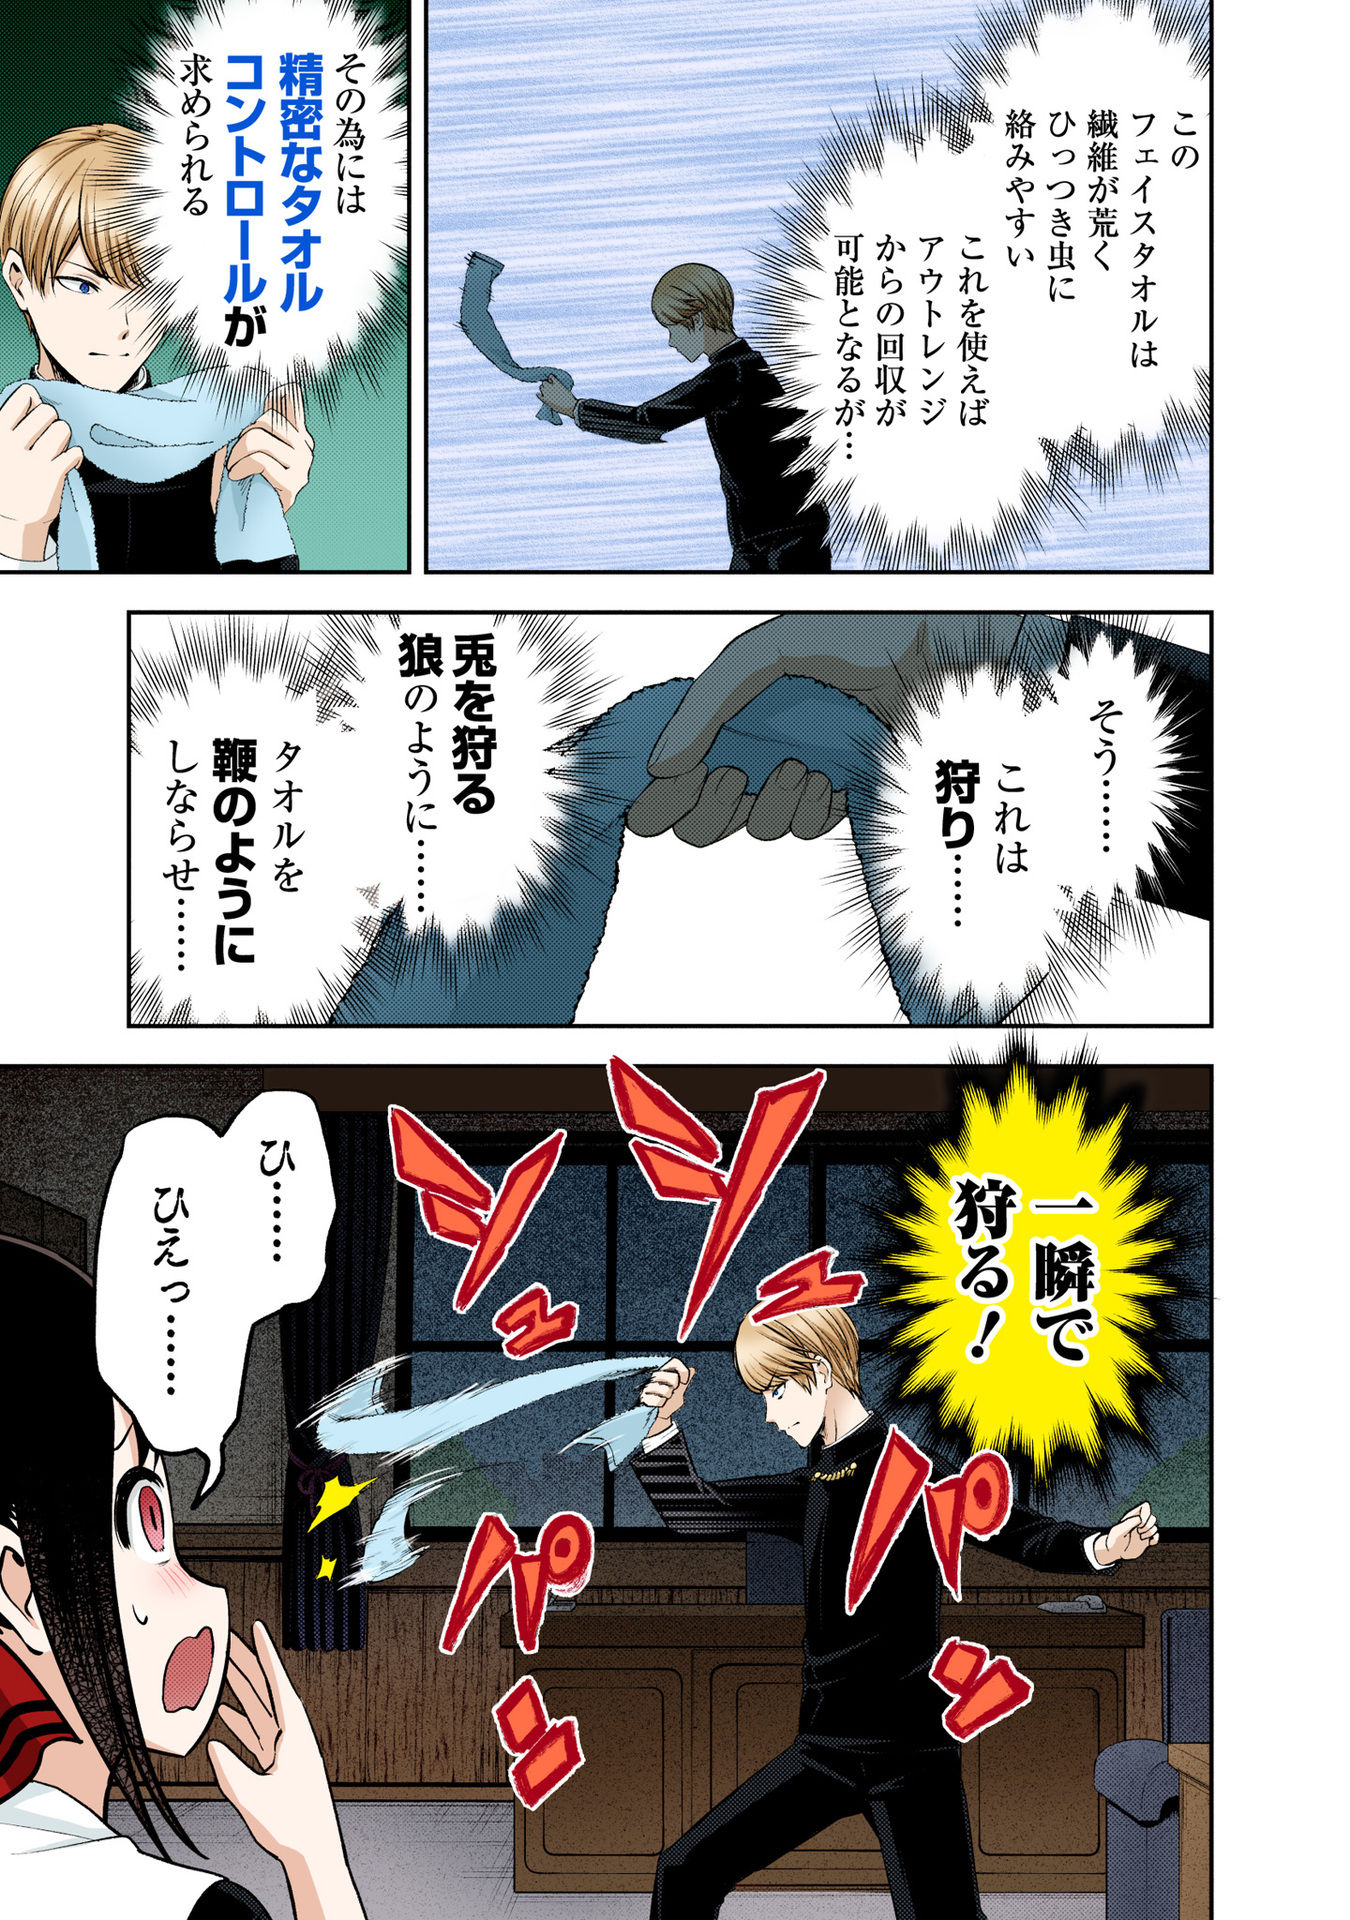 この
フェイスタオルは
繊維が荒く
ひっつき虫に
絡みやすい
これを使えば
アウトレンジ
からの回収が
可能となるが…
その為には
精密なタオル
コントロールが
求められる
そう……
これは
狩り……
兎を狩る
狼のように……
タオルを
鞭のように
しならせ……
一瞬で
狩る！
シュッ
シュッ
パパッ
パパッ
ひ……
ひえっ……